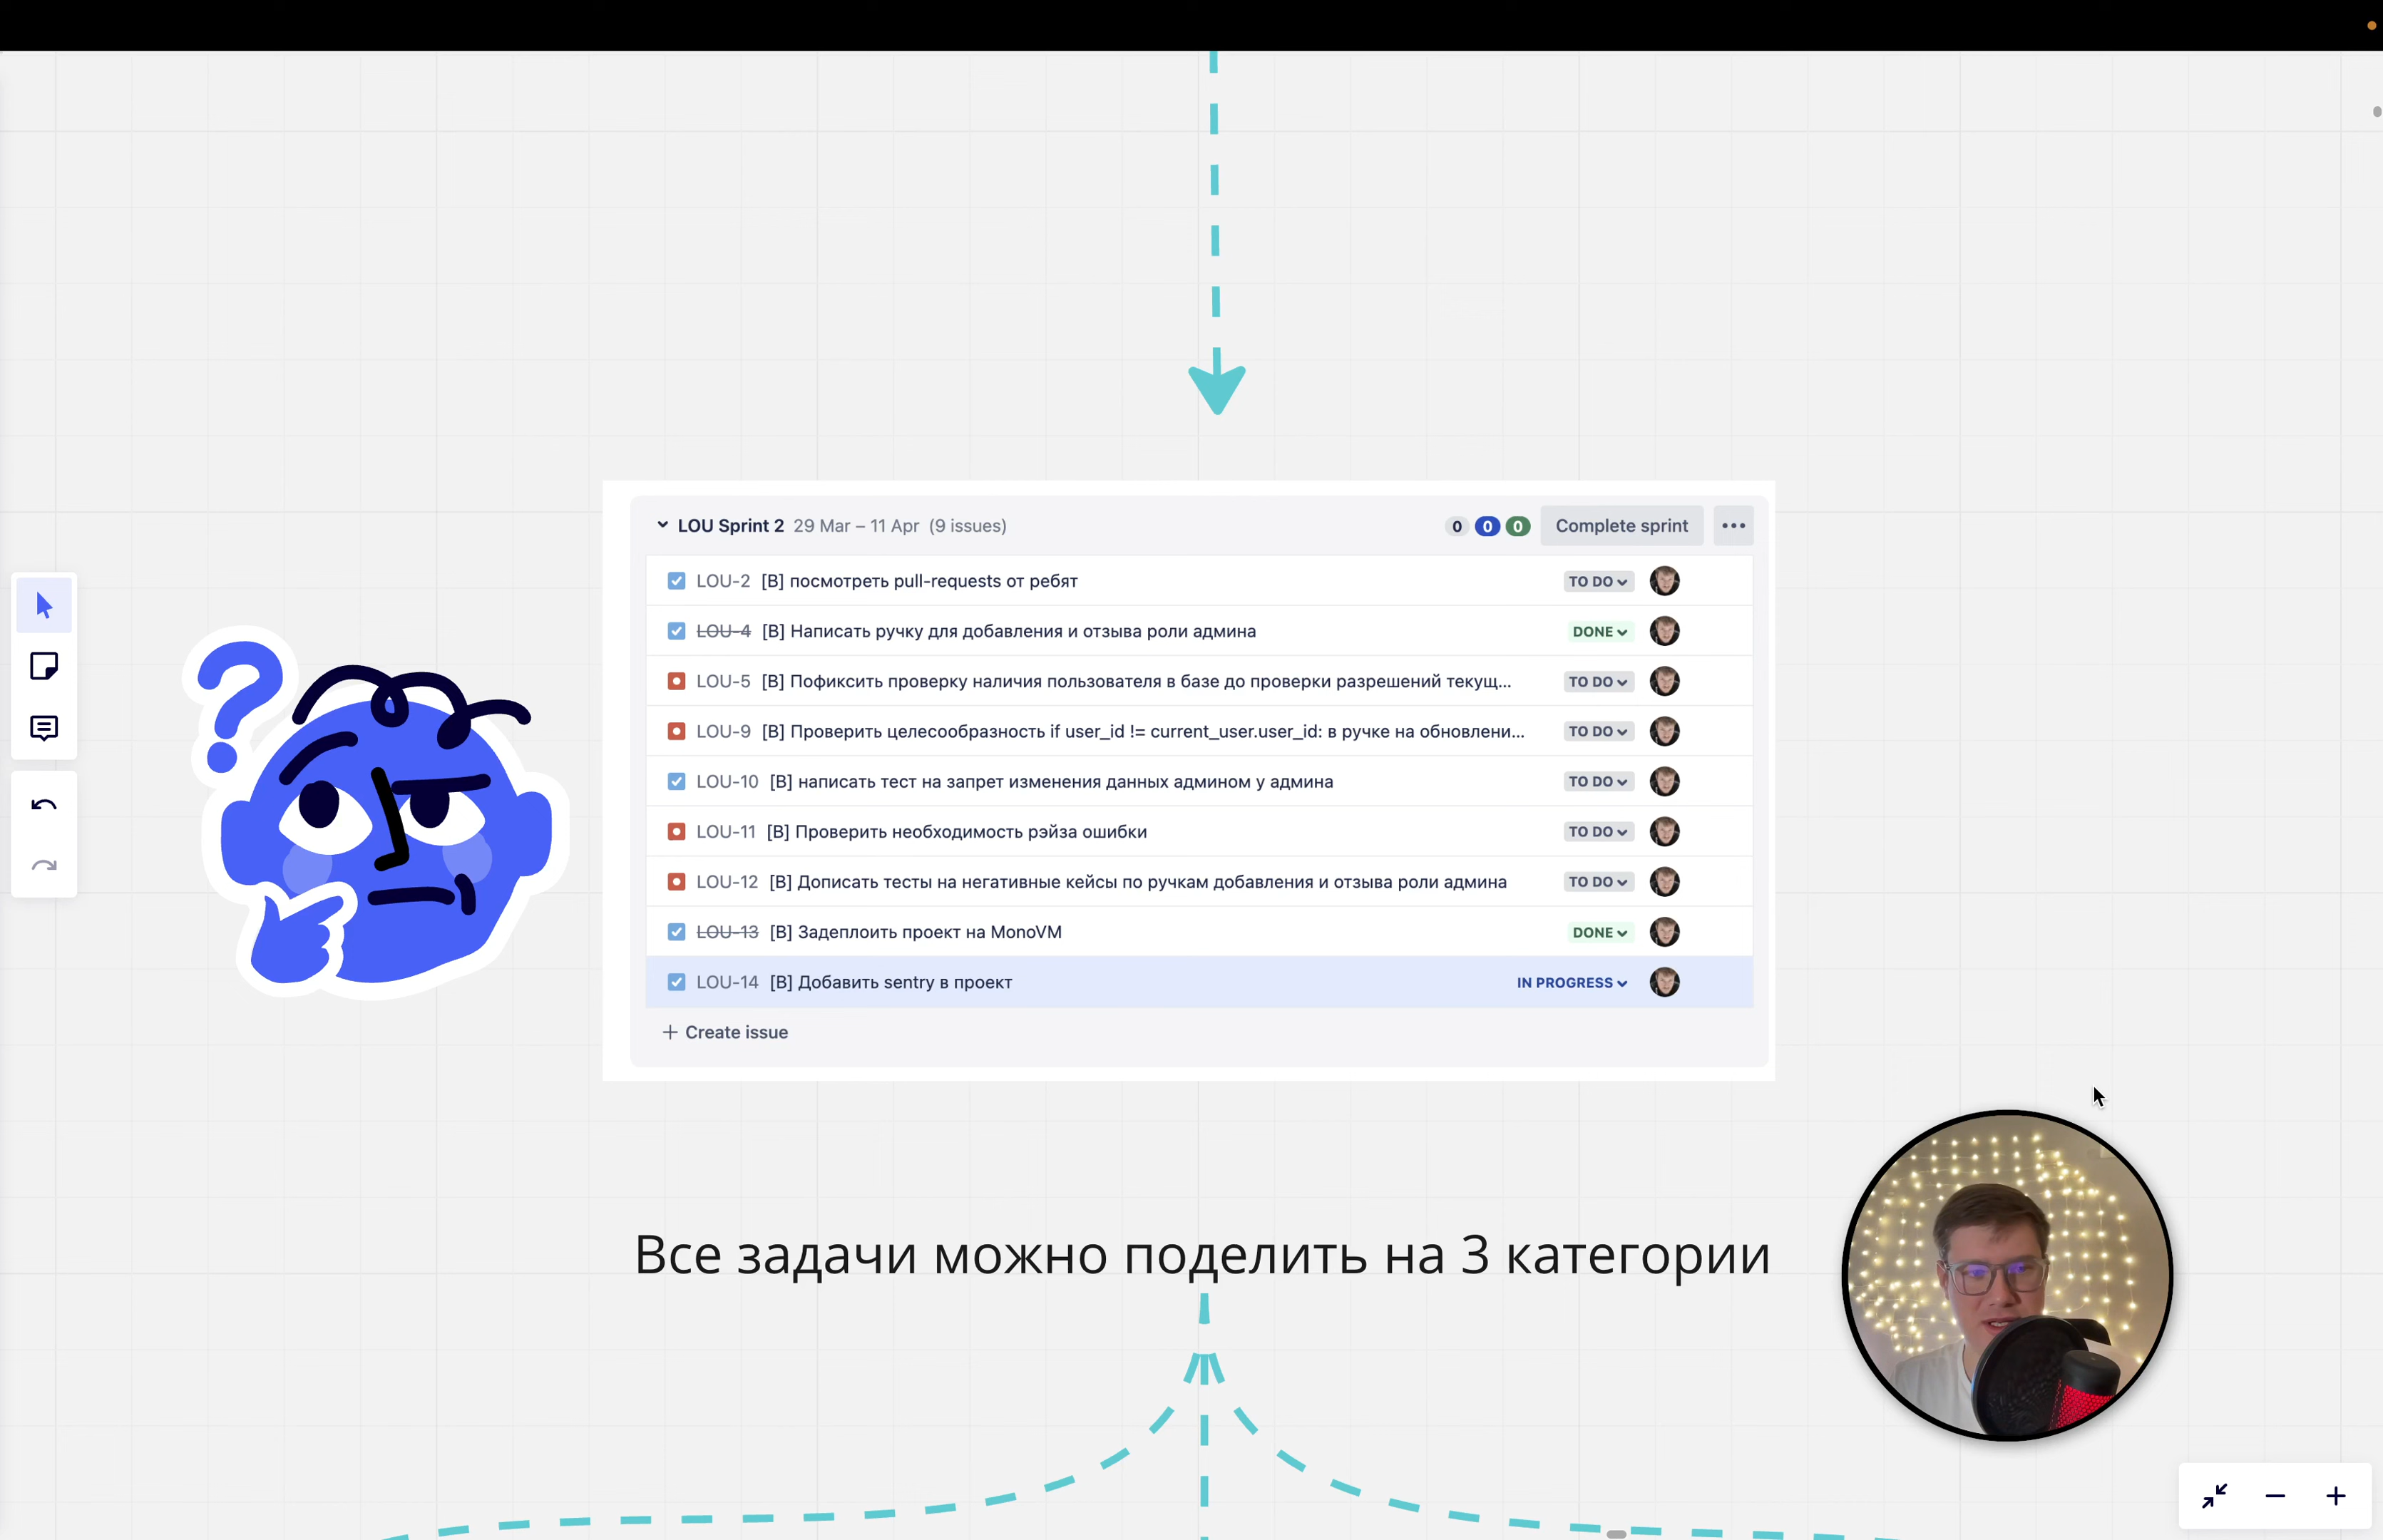 LOU Sprint 2 29 Mar – 11 Apr (9 issues) 0 0 0 Complete sprint
LOU-2 [B] посмотреть pull-requests от ребят TO DO
LOU-4 [B] Написать ручку для добавления и отзыва роли админа DONE
LOU-5 [B] Пофиксить проверку наличия пользователя в базе до проверки разрешений текущ... TO DO
LOU-9 [B] Проверить целесообразность if user_id != current_user.user_id: в ручке на обновлени... TO DO
LOU-10 [B] написать тест на запрет изменения данных админом у админа TO DO
LOU-11 [B] Проверить необходимость рэйза ошибки TO DO
LOU-12 [B] Дописать тесты на негативные кейсы по ручкам добавления и отзыва роли админа TO DO
LOU-13 [B] Задеплоить проект на MonoVM DONE
LOU-14 [B] Добавить sentry в проект IN PROGRESS
+ Create issue
Все задачи можно поделить на 3 категории